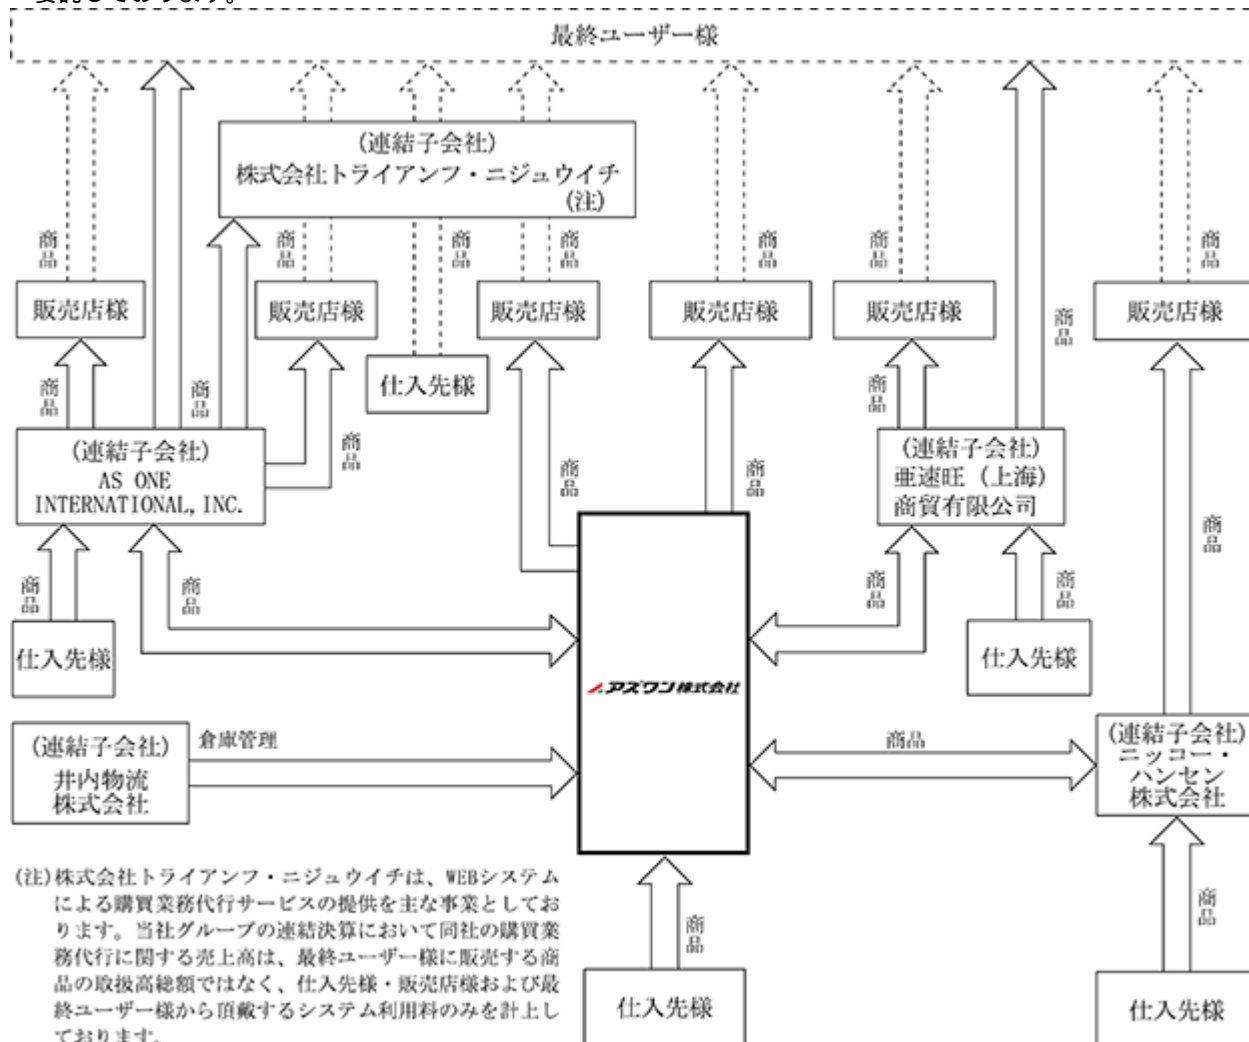 受託しております。
最終ユーザー様
(連結子会社)
株式会社トライアンフ・ニジュウイチ
(注)
商品
商品
商品
商品
商品
商品
商品
販売店様
販売店様
販売店様
販売店様
販売店様
販売店様
商品
仕入先様
商品
商品
商品
商品
(連結子会社)
AS ONE
INTERNATIONAL, INC.
商品
商品
商品
(連結子会社)
亜速旺（上海）
商貿有限公司
商品
商品
商品
商品
商品
仕入先様
仕入先様
アズワン株式会社
(連結子会社)
井内物流
株式会社
倉庫管理
商品
(連結子会社)
ニッコー・
ハンセン
株式会社
(注)株式会社トライアンフ・ニジュウイチは、WEBシステム
による購買業務代行サービスの提供を主な事業としてお
ります。当社グループの連結決算において同社の購買業
務代行に関する売上高は、最終ユーザー様に販売する商
品の取扱高総額ではなく、仕入先様・販売店様および最
終ユーザー様から頂戴するシステム利用料のみを計上し
ております。
商品
商品
仕入先様
仕入先様